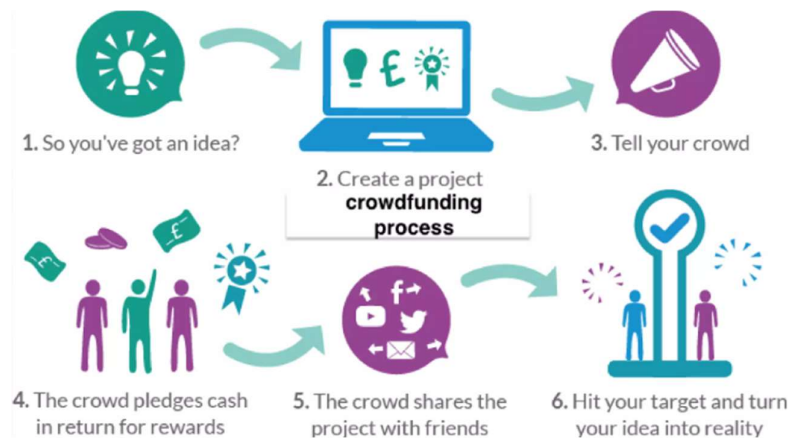 1. So you've got an idea?
2. Create a project
3. Tell your crowd
crowdfunding
process
4. The crowd pledges cash
in return for rewards
5. The crowd shares the
project with friends
6. Hit your target and turn
your idea into reality